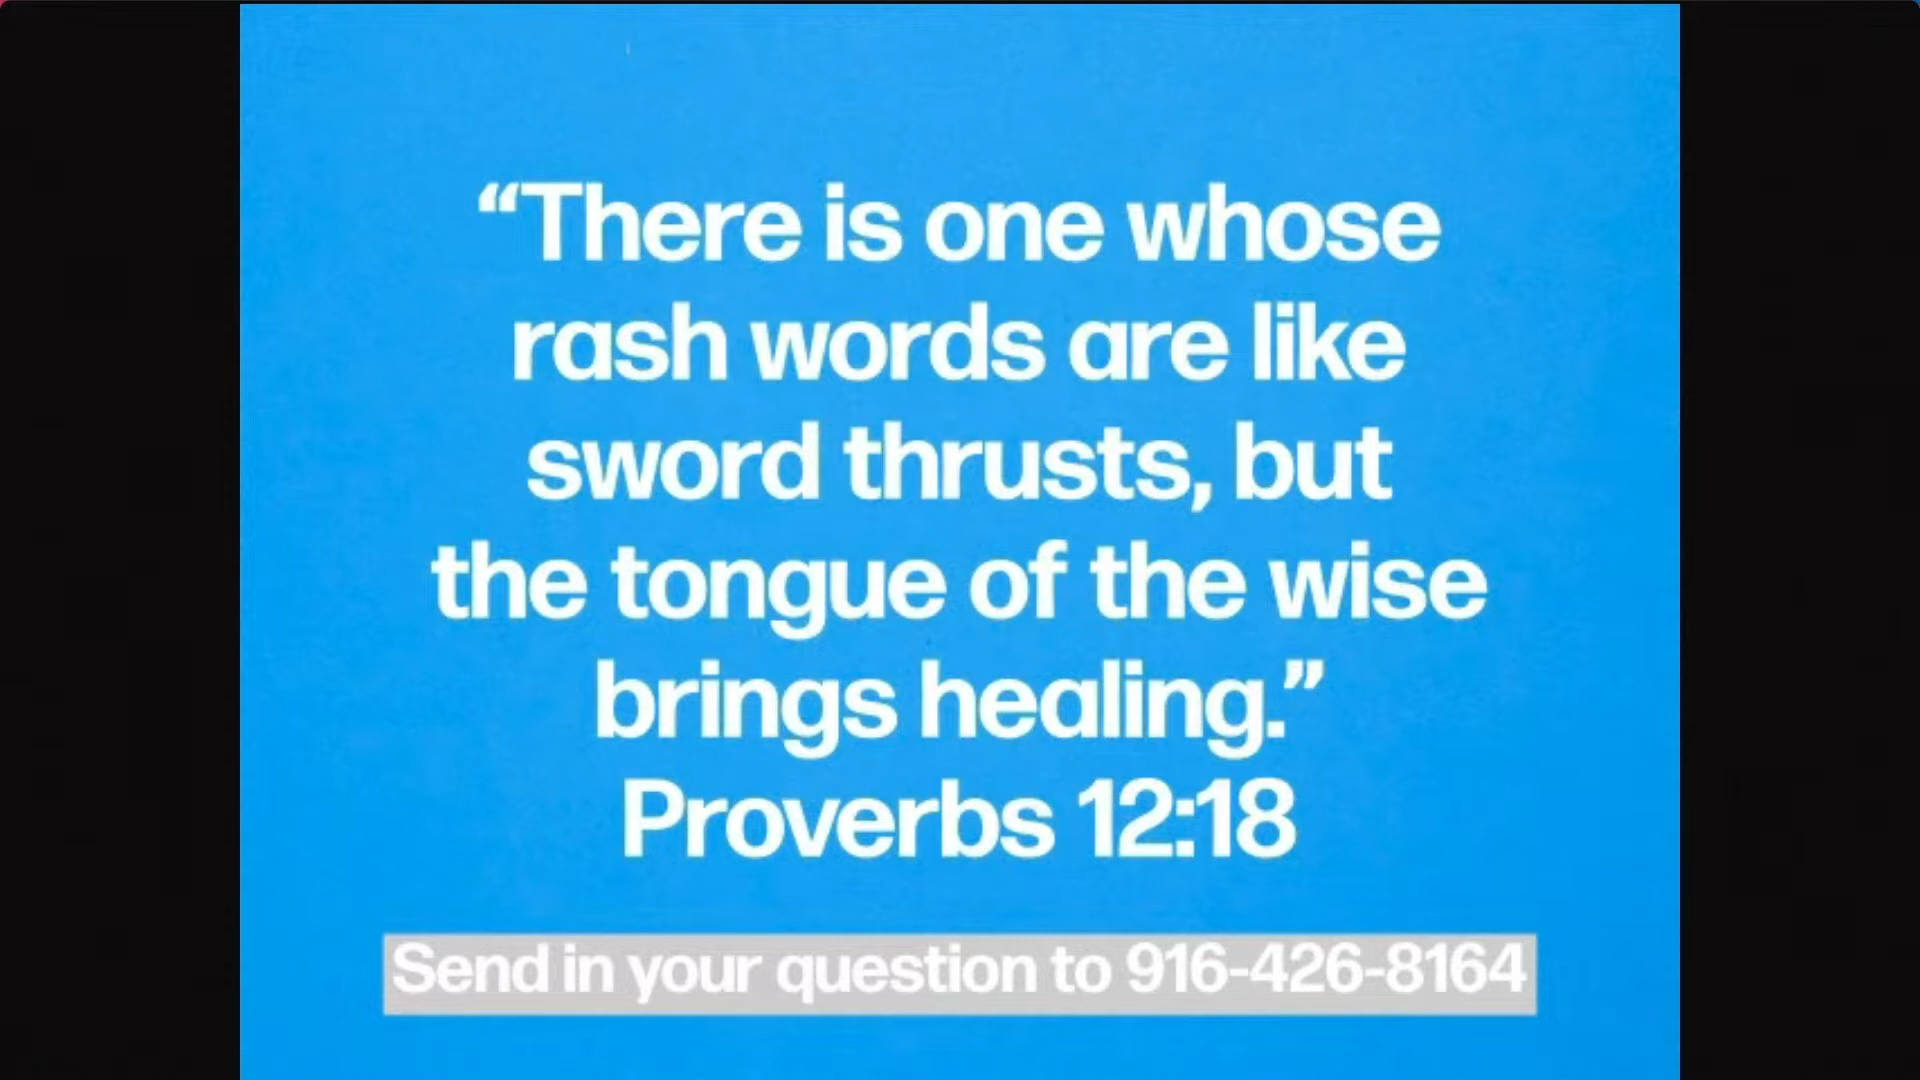 “There is one whose
rash words are like
sword thrusts, but
the tongue of the wise
brings healing.”
Proverbs 12:18
Send in your question to 916-426-8164